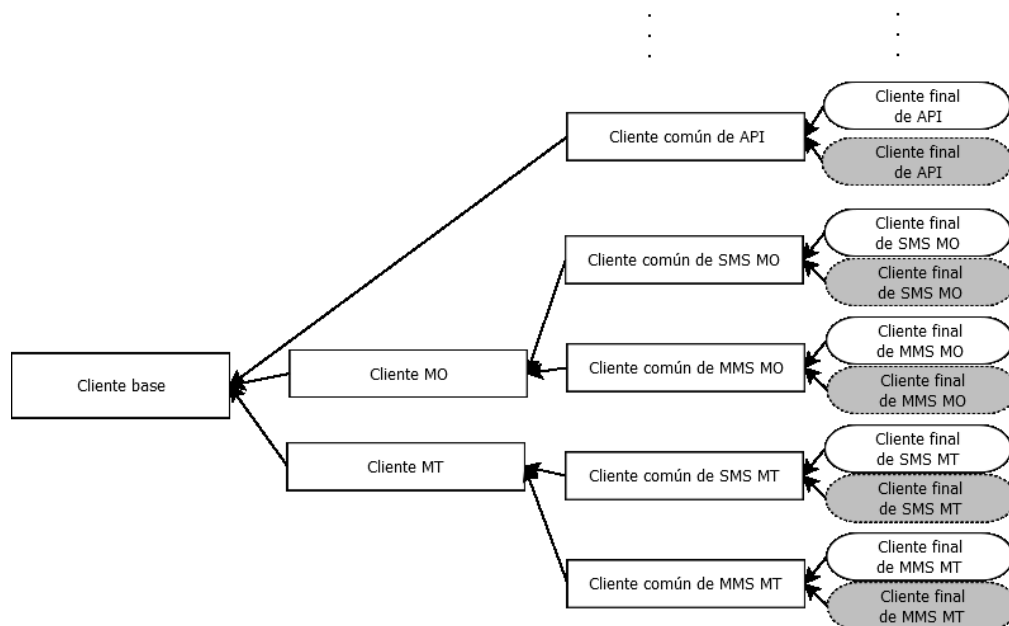 Cliente final
de API
Cliente común de API
Cliente final
de API
Cliente final
de SMS MO
Cliente común de SMS MO
Cliente final
de SMS MO
Cliente final
de MMS MO
Cliente base
Cliente MO
Cliente común de MMS MO
Cliente final
de MMS MO
Cliente final
de SMS MT
Cliente MT
Cliente común de SMS MT
Cliente final
de SMS MT
Cliente final
de MMS MT
Cliente común de MMS MT
Cliente final
de MMS MT